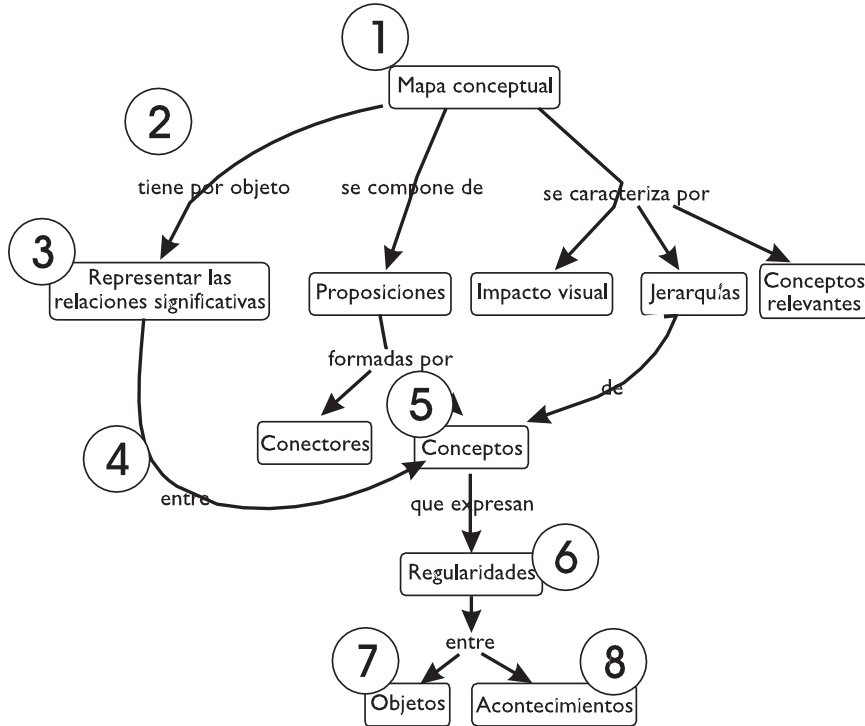 1
Mapa conceptual
2
tiene por objeto
se compone de
se caracteriza por
3
Representar las
relaciones significativas
Proposiciones
Impacto visual
Jerarquías
Conceptos
relevantes
formadas por
de
5
Conectores
Conceptos
4
entre
que expresan
6
Regularidades
entre
7
8
Objetos
Acontecimientos